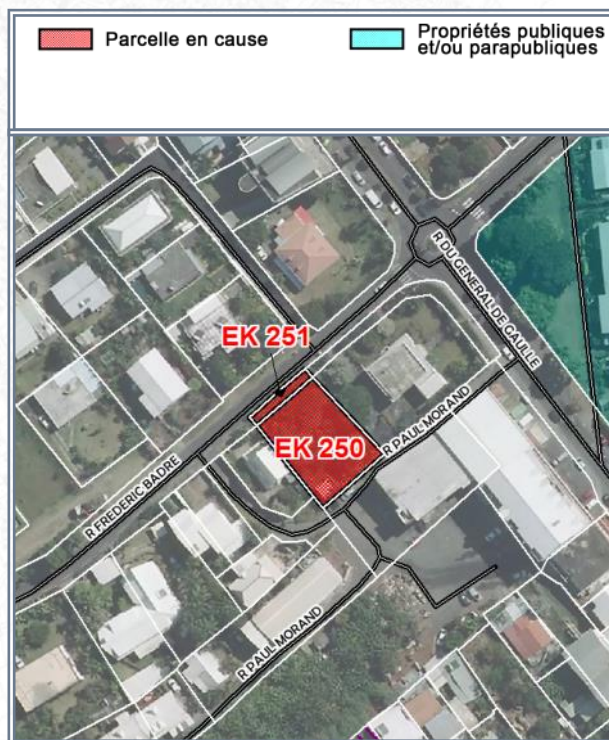 Parcelle en cause
Propriétés publiques
et/ou parapubliques
R DU GENERAL DE GAULLE
EK 251
EK 250
R PAUL MORAND
R FREDERIC BADRE
R PAUL MORAND